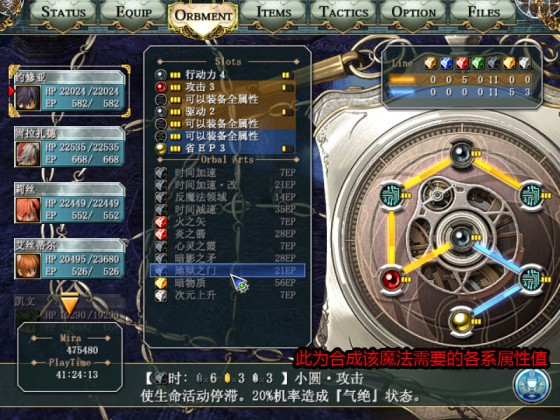 STATUS EQUIP ORBMENT ITEMS TACTICS OPTION FILES
约修亚
HP 22024/22024
EP 582/ 582
雪拉扎德
HP 22535/22535
EP 668/ 668
莉丝
HP 22449/22449
EP 552/ 552
艾丝蒂尔
HP 20495/23680
EP 526/ 526
凯文
Mira
475480
PlayTime
41:24:13
Slots
行动力 4
攻击 3
可以装备全属性
驱动 2
可以装备全属性
可以装备全属性
省EP 3
Orbal Arts
时间加速 7EP
时间加速·改 21EP
反魔法领域 14EP
时间减速 35EP
火之矢 7EP
炎之箭 28EP
心灵之霞 7EP
暗影之矛 28EP
地狱之门 21EP
暗物质 56EP
次元上升 7EP
Line
0 0 5 0 11 0 0
0 0 0 0 11 5 3
此为合成该魔法需要的各系属性值
【时: 0 6 0 3 0 3 】小圆·攻击
使生命活动停滞。20%机率造成『气绝』状态。